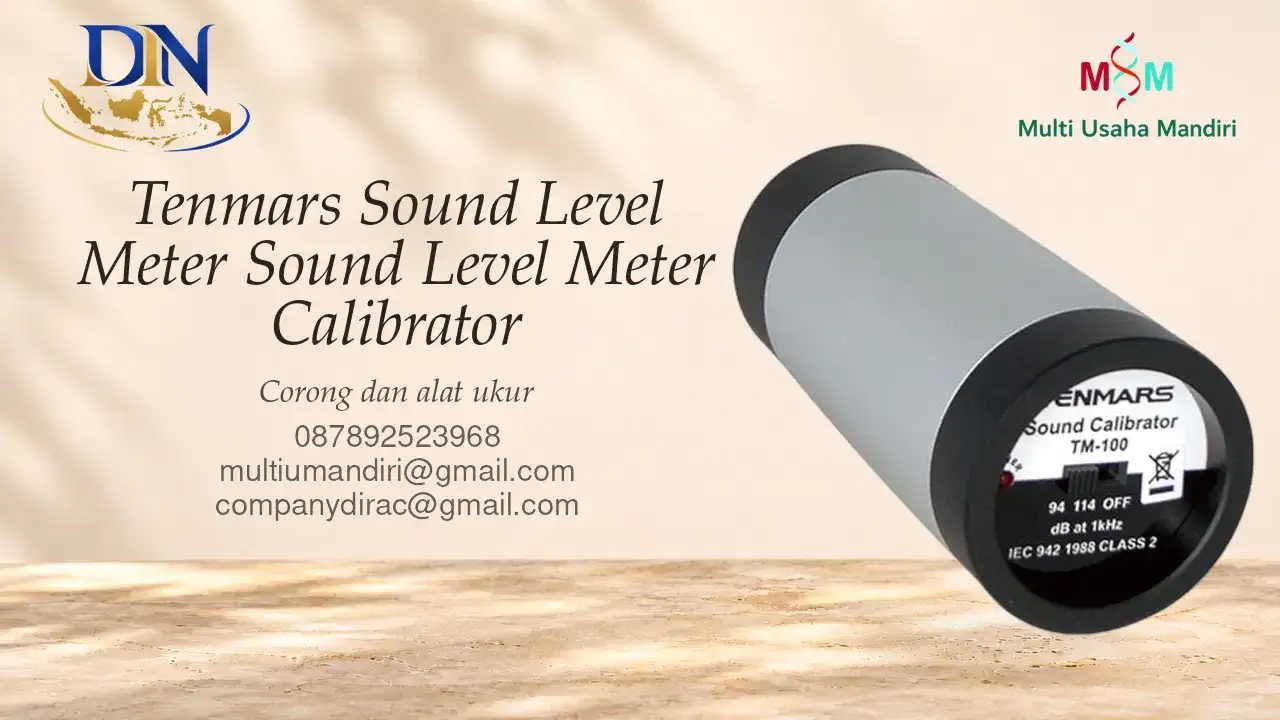 DIN
MSM
Multi Usaha Mandiri
Tenmars Sound Level
Meter Sound Level Meter
Calibrator
Corong dan alat ukur
087892523968
multiumandiri@gmail.com
companydirac@gmail.com
TENMARS
Sound Calibrator
TM-100
94 114 OFF
dB at 1kHz
IEC 942 1988 CLASS 2